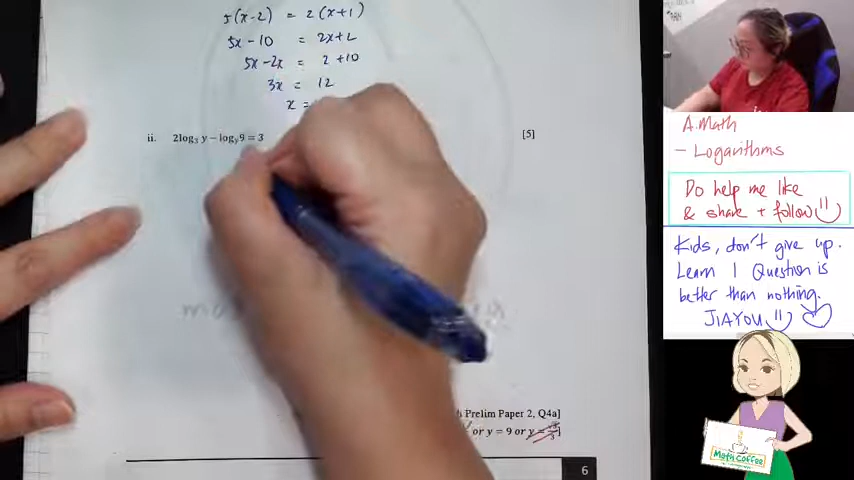 5(x-2) = 2(x+1)
5x-10 = 2x+2
5x-2x = 2+10
3x = 12
x =
ii. 2log₃ y − log_y 9 = 3 [5]
Prelim Paper 2, Q4a]
or y = 9 or y =
6
A.Math
- Logarithms
Do help me like
& share + follow
Kids, don't give up.
Learn 1 Question is
better than nothing.
JIAYOU
Math Coffee